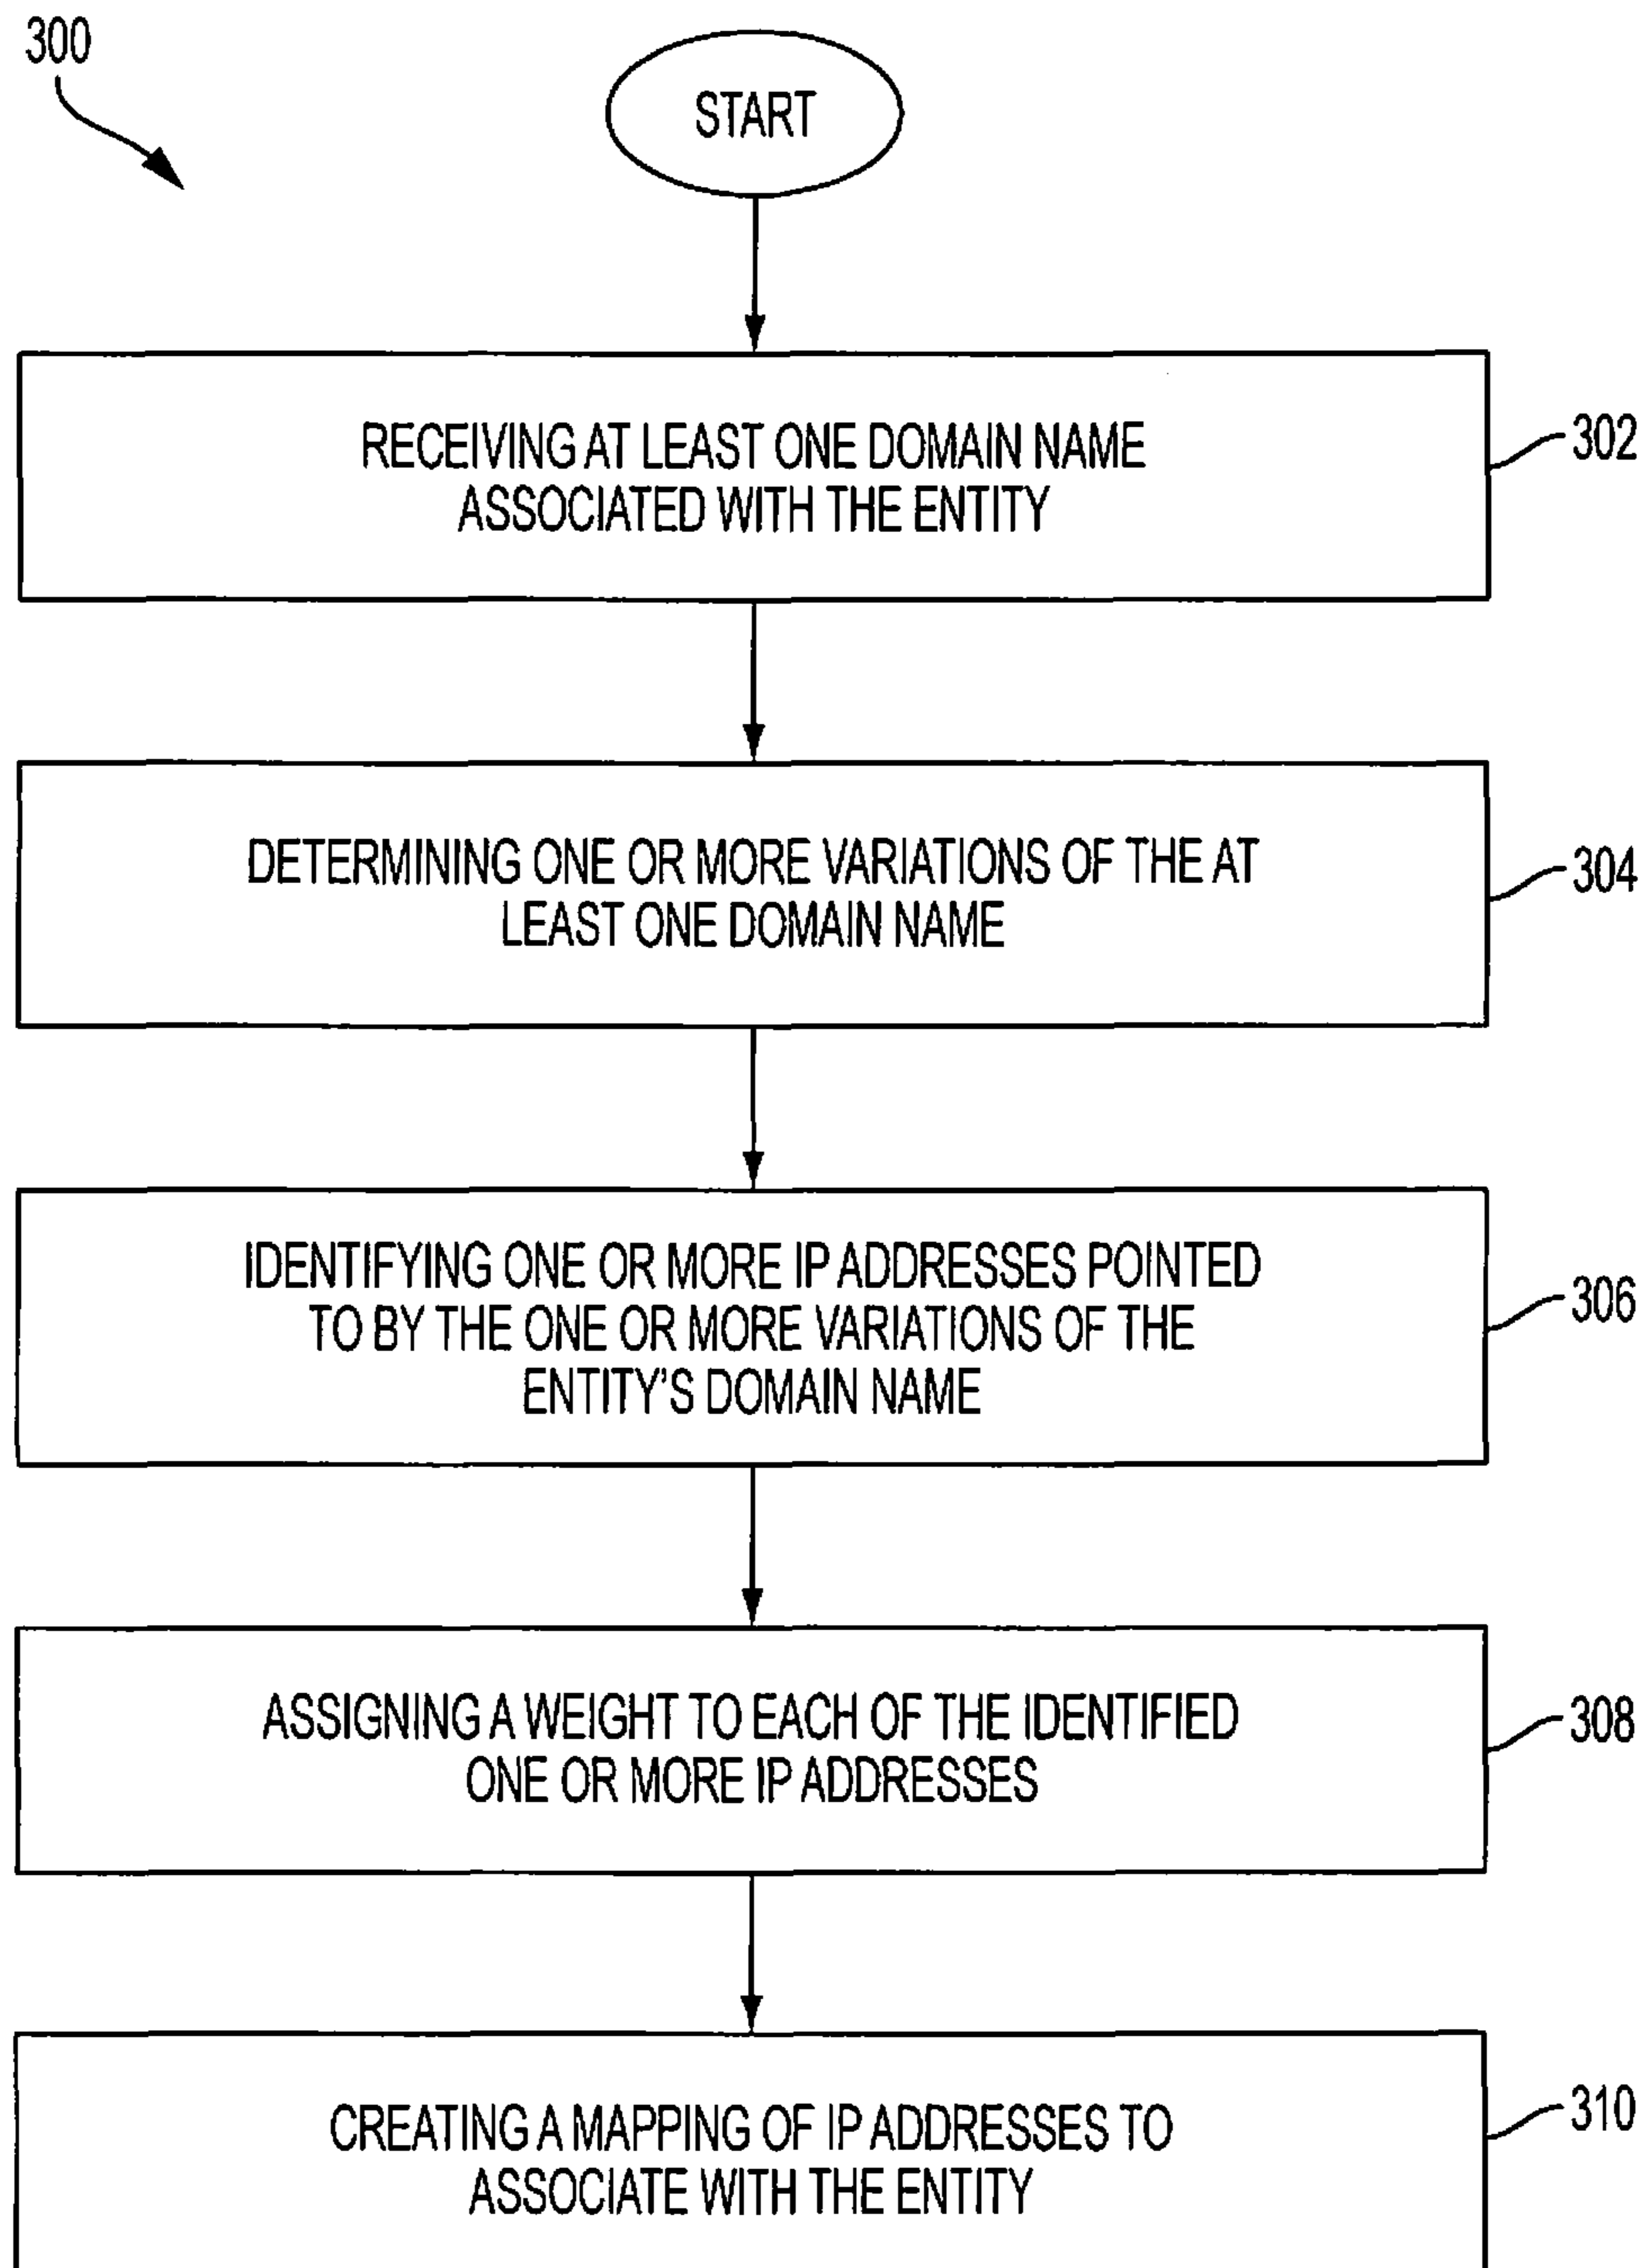 300
START
RECEIVING AT LEAST ONE DOMAIN NAME
ASSOCIATED WITH THE ENTITY
302
DETERMINING ONE OR MORE VARIATIONS OF THE AT
LEAST ONE DOMAIN NAME
304
IDENTIFYING ONE OR MORE IP ADDRESSES POINTED
TO BY THE ONE OR MORE VARIATIONS OF THE
ENTITY'S DOMAIN NAME
306
ASSIGNING A WEIGHT TO EACH OF THE IDENTIFIED
ONE OR MORE IP ADDRESSES
308
CREATING A MAPPING OF IP ADDRESSES TO
ASSOCIATE WITH THE ENTITY
310